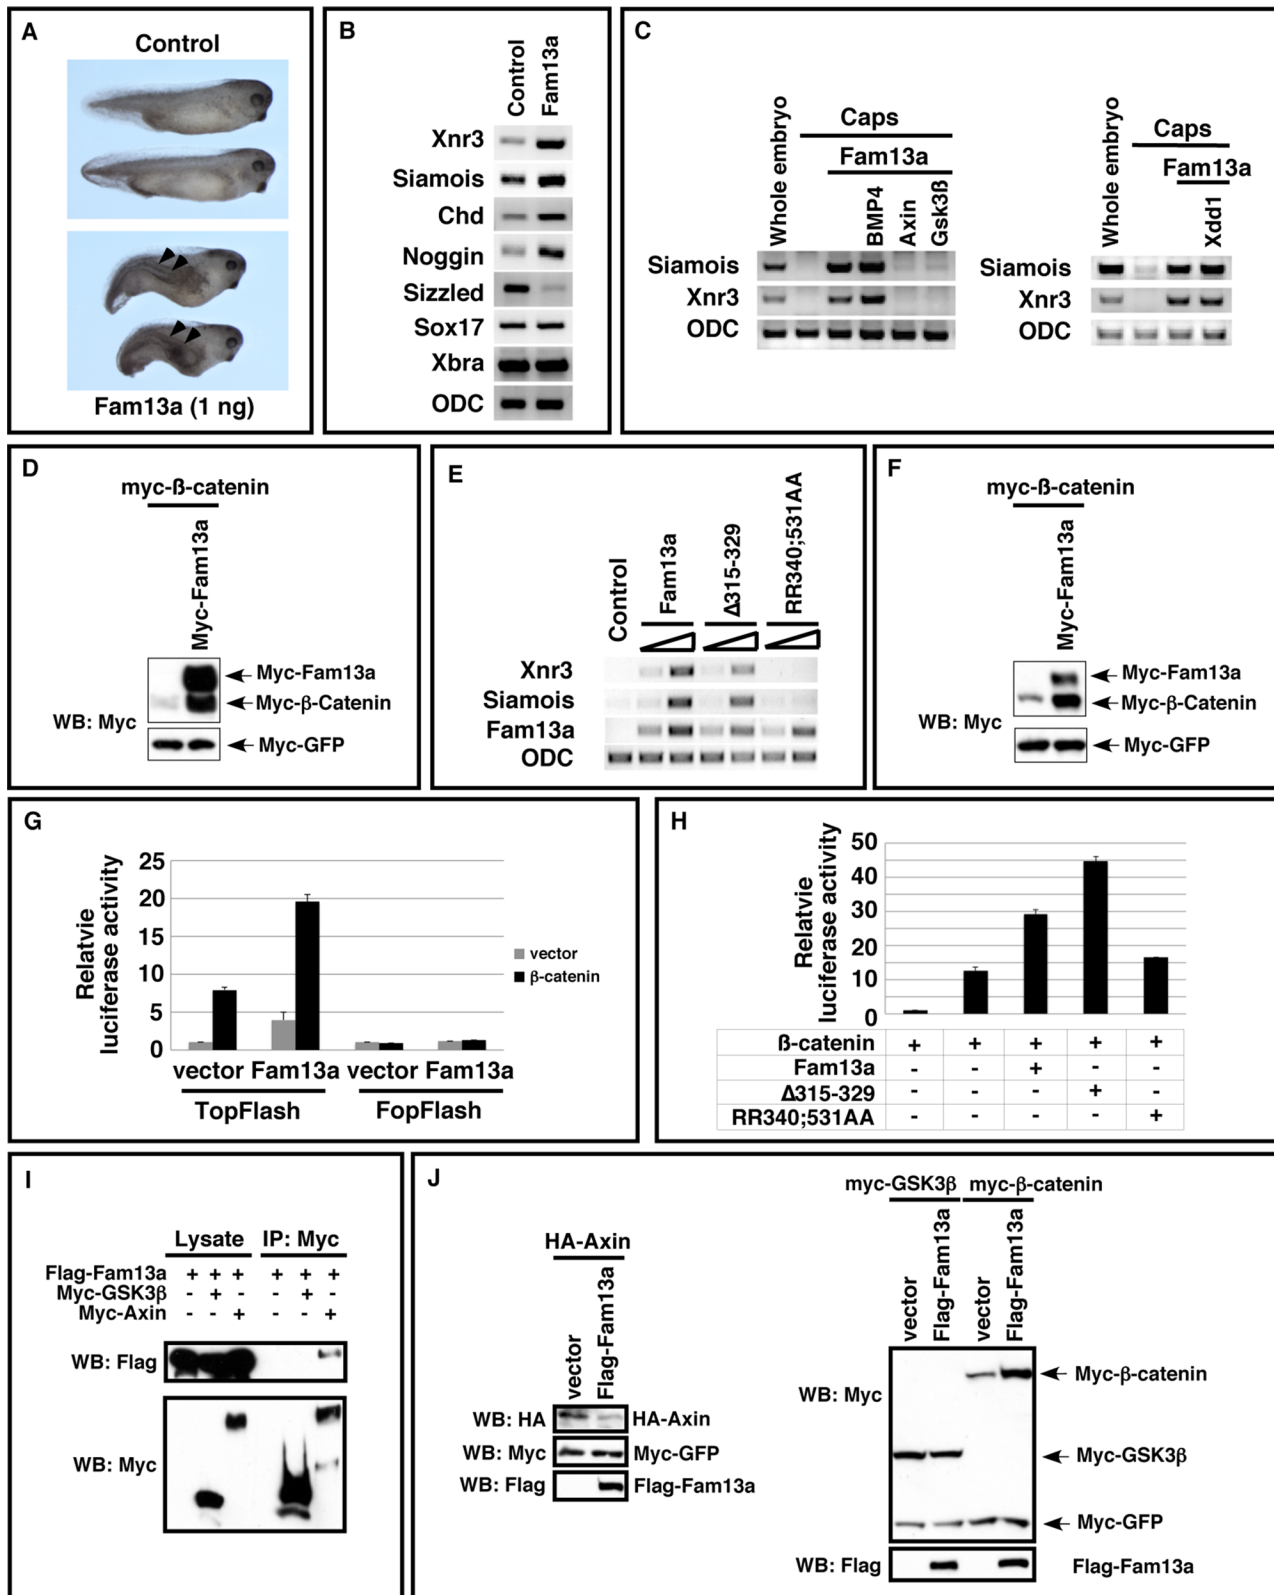 A
Control
Fam13a (1 ng)
B
Control
Fam13a
Xnr3
Siamois
Chd
Noggin
Sizzled
Sox17
Xbra
ODC
C
Whole embryo
Caps
Fam13a
BMP4
Axin
Gsk3ß
Siamois
Xnr3
ODC
Whole embryo
Caps
Fam13a
Xdd1
Siamois
Xnr3
ODC
D
myc-ß-catenin
Myc-Fam13a
Myc-Fam13a
Myc-β-Catenin
WB: Myc
Myc-GFP
E
Control
Fam13a
Δ315-329
RR340;531AA
Xnr3
Siamois
Fam13a
ODC
F
myc-ß-catenin
Myc-Fam13a
Myc-Fam13a
Myc-β-Catenin
WB: Myc
Myc-GFP
G
Relatvie
luciferase activity
25
20
15
10
5
0
vector
β-catenin
vector Fam13a vector Fam13a
TopFlash FopFlash
H
Relatvie
luciferase activity
50
40
30
20
10
0
ß-catenin + + + + +
Fam13a - - + - -
Δ315-329 - - - + -
RR340;531AA - - - - +
I
Lysate IP: Myc
Flag-Fam13a + + + + + +
Myc-GSK3β - + - - + -
Myc-Axin - - + - - +
WB: Flag
WB: Myc
J
HA-Axin
vector
Flag-Fam13a
WB: HA HA-Axin
WB: Myc Myc-GFP
WB: Flag Flag-Fam13a
myc-GSK3β myc-β-catenin
vector
Flag-Fam13a
vector
Flag-Fam13a
WB: Myc
Myc-β-catenin
Myc-GSK3β
Myc-GFP
WB: Flag Flag-Fam13a